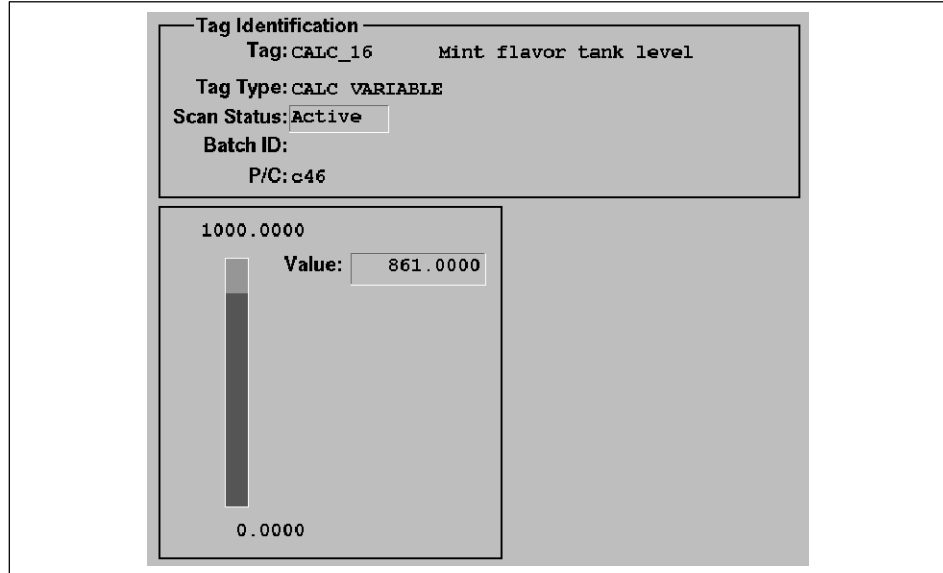 Tag Identification
Tag: CALC_16 Mint flavor tank level
Tag Type: CALC VARIABLE
Scan Status: Active
Batch ID:
P/C: c46
1000.0000
Value: 861.0000
0.0000